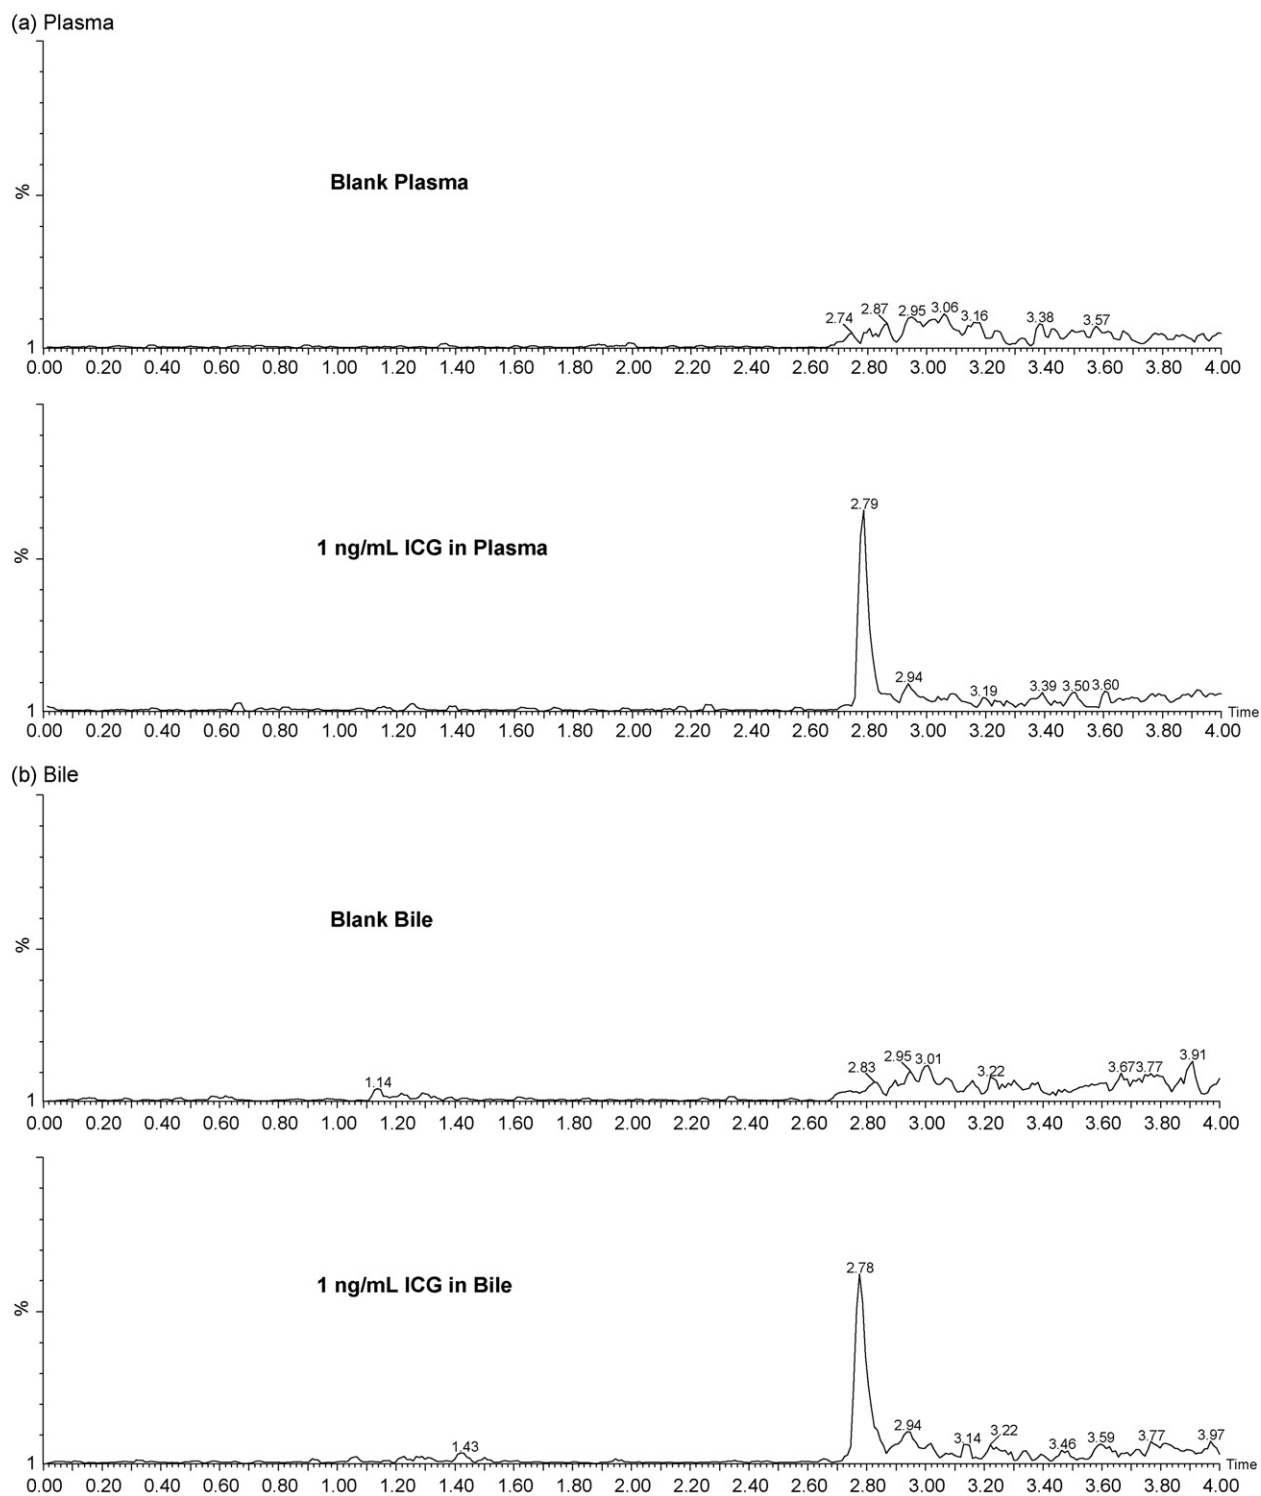 (a) Plasma
%
Blank Plasma
2.74 2.87 2.95 3.06 3.16 3.38 3.57
1
0.00 0.20 0.40 0.60 0.80 1.00 1.20 1.40 1.60 1.80 2.00 2.20 2.40 2.60 2.80 3.00 3.20 3.40 3.60 3.80 4.00
2.79
%
1 ng/mL ICG in Plasma
2.94 3.19 3.39 3.50 3.60
1
Time
0.00 0.20 0.40 0.60 0.80 1.00 1.20 1.40 1.60 1.80 2.00 2.20 2.40 2.60 2.80 3.00 3.20 3.40 3.60 3.80 4.00
(b) Bile
Blank Bile
%
1.14 2.83 2.95 3.01 3.22 3.67 3.77 3.91
1
0.00 0.20 0.40 0.60 0.80 1.00 1.20 1.40 1.60 1.80 2.00 2.20 2.40 2.60 2.80 3.00 3.20 3.40 3.60 3.80 4.00
2.78
1 ng/mL ICG in Bile
%
1.43 2.94 3.14 3.22 3.46 3.59 3.77 3.97
1
Time
0.00 0.20 0.40 0.60 0.80 1.00 1.20 1.40 1.60 1.80 2.00 2.20 2.40 2.60 2.80 3.00 3.20 3.40 3.60 3.80 4.00